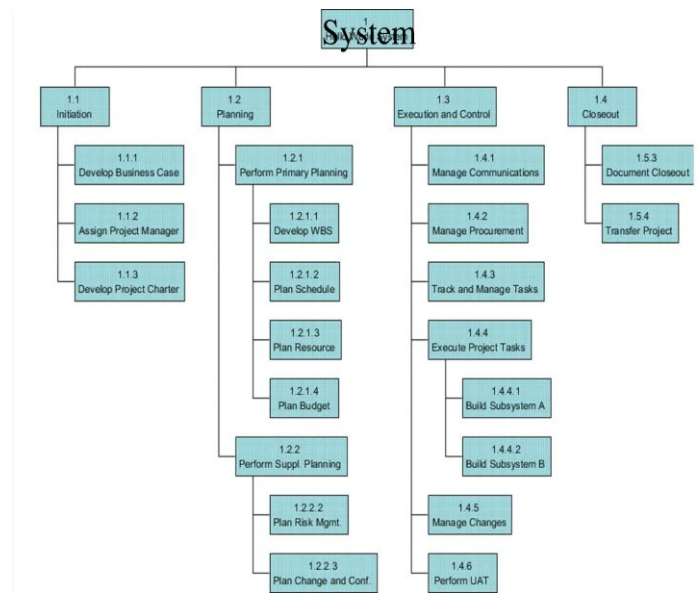 1
System
1.1
Initiation
1.1.1
Develop Business Case
1.1.2
Assign Project Manager
1.1.3
Develop Project Charter
1.2
Planning
1.2.1
Perform Primary Planning
1.2.1.1
Develop WBS
1.2.1.2
Plan Schedule
1.2.1.3
Plan Resource
1.2.1.4
Plan Budget
1.2.2
Perform Suppl. Planning
1.2.2.2
Plan Risk Mgmt.
1.2.2.3
Plan Change and Conf.
1.3
Execution and Control
1.4.1
Manage Communications
1.4.2
Manage Procurement
1.4.3
Track and Manage Tasks
1.4.4
Execute Project Tasks
1.4.4.1
Build Subsystem A
1.4.4.2
Build Subsystem B
1.4.5
Manage Changes
1.4.6
Perform UAT
1.4
Closeout
1.5.3
Document Closeout
1.5.4
Transfer Project